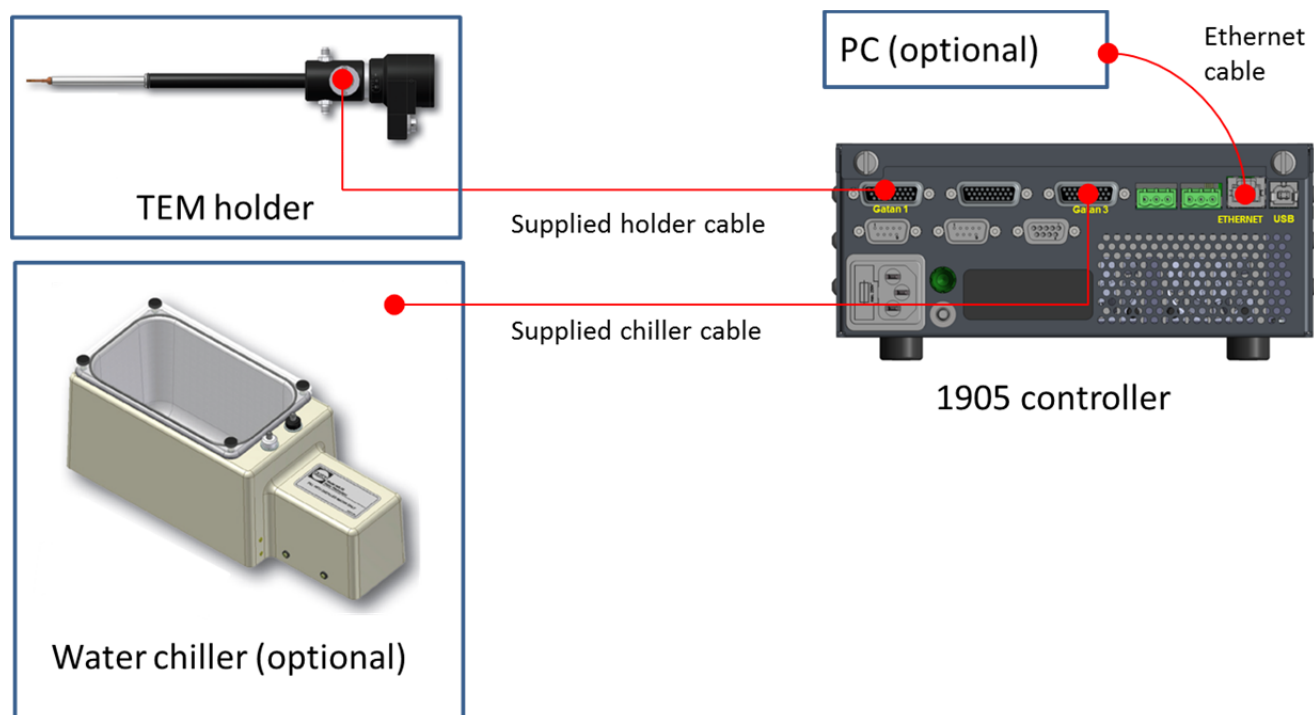 TEM holder
PC (optional)
Ethernet
cable
Supplied holder cable
Gatan 1
Gatan 3
ETHERNET
USB
Supplied chiller cable
1905 controller
Water chiller (optional)